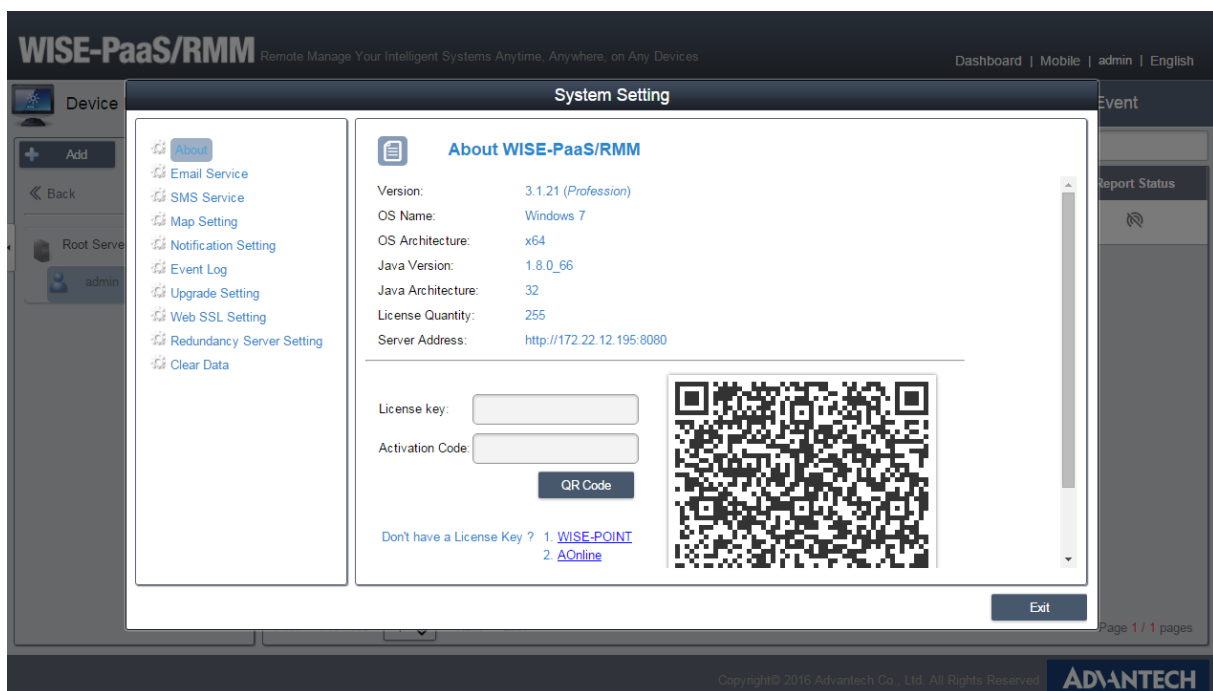 WISE-PaaS/RMM Remote Manage Your Intelligent Systems Anytime, Anywhere, on Any Devices
Dashboard | Mobile | admin | English
Device
Event
System Setting
Add
Back
Root Serve
admin
About
Email Service
SMS Service
Map Setting
Notification Setting
Event Log
Upgrade Setting
Web SSL Setting
Redundancy Server Setting
Clear Data
About WISE-PaaS/RMM
Version: 3.1.21 (Profession)
OS Name: Windows 7
OS Architecture: x64
Java Version: 1.8.0_66
Java Architecture: 32
License Quantity: 255
Server Address: http://172.22.12.195:8080
License key:
Activation Code:
QR Code
Don't have a License Key ? 1. WISE-POINT
2. AOnline
Exit
Report Status
Page 1 / 1 pages
Copyright© 2016 Advantech Co., Ltd. All Rights Reserved
ADVANTECH